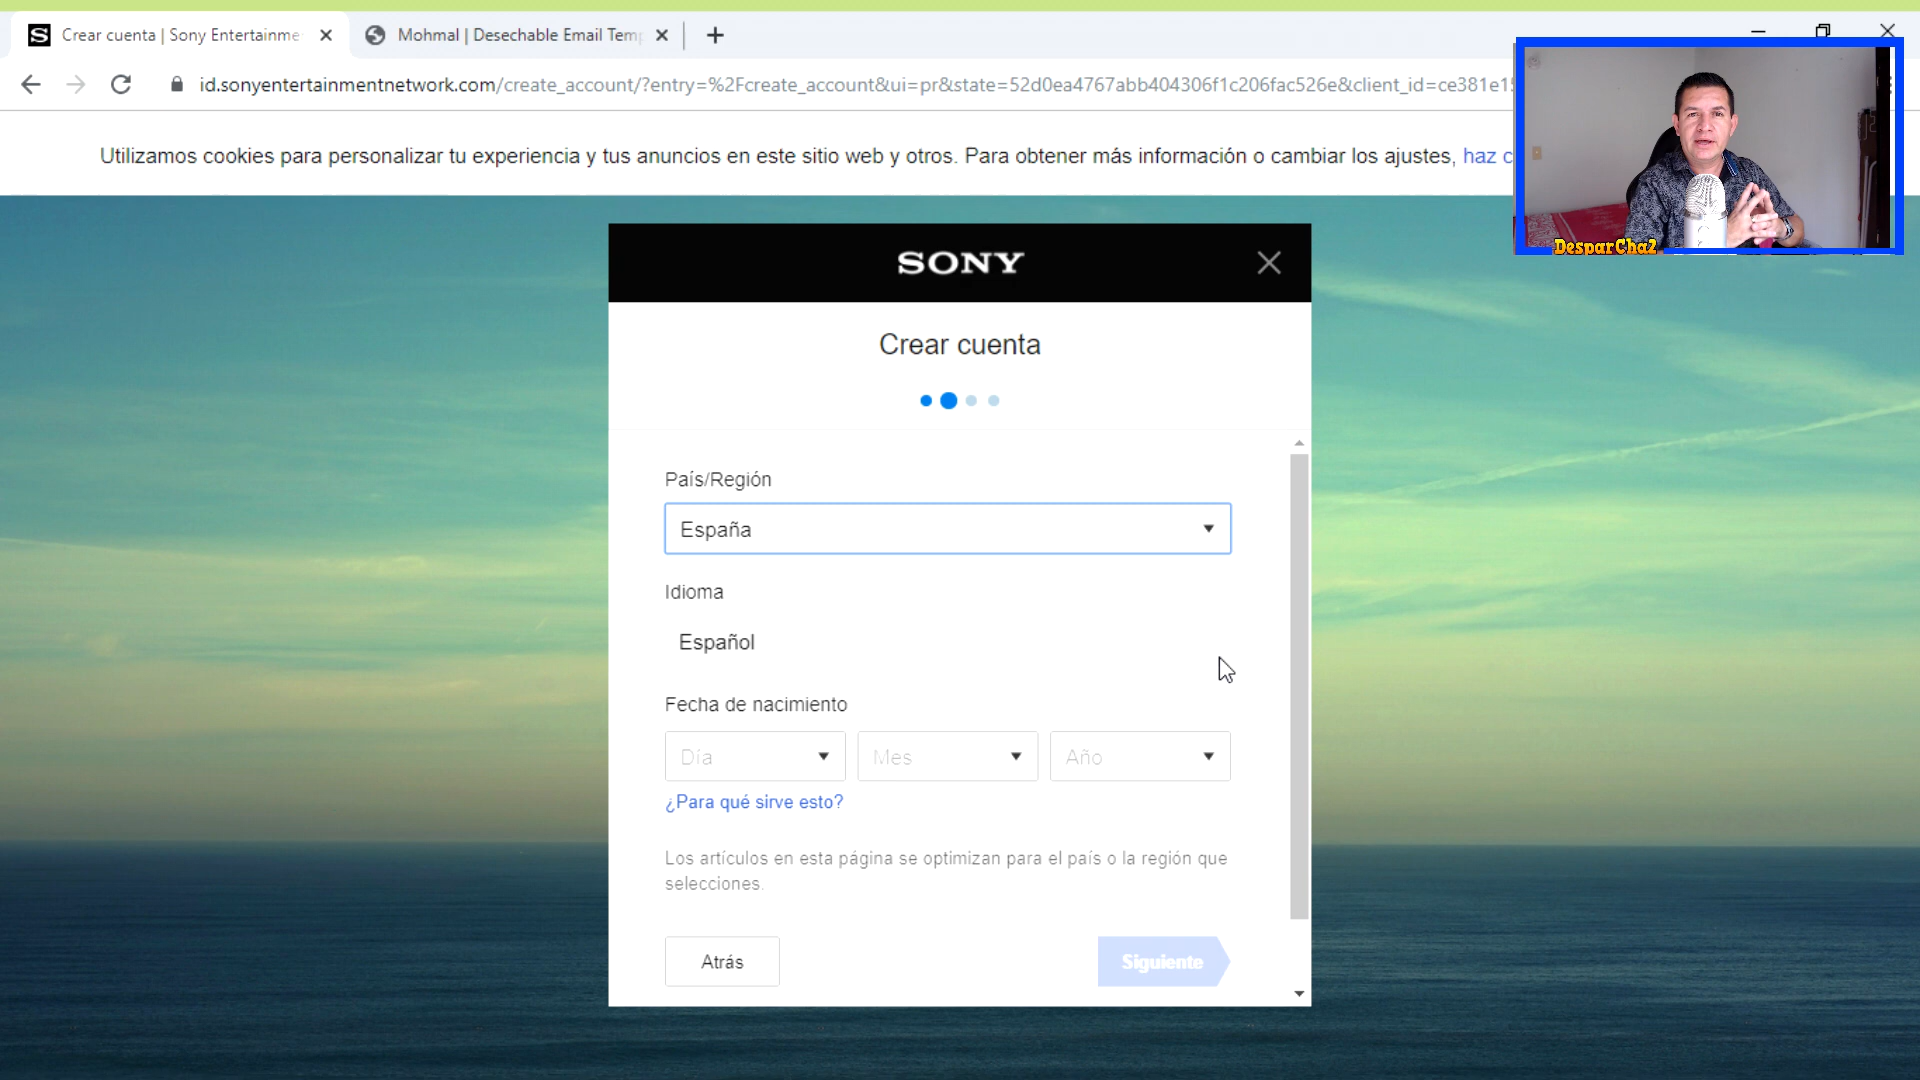 Crear cuenta | Sony Entertainme
Mohmal | Desechable Email Temp
id.sonyentertainmentnetwork.com/create_account/?entry=%2Fcreate_account&ui=pr&state=52d0ea4767abb404306f1c206fac526e&client_id=ce381e15
Utilizamos cookies para personalizar tu experiencia y tus anuncios en este sitio web y otros. Para obtener más información o cambiar los ajustes, haz c
DesparCha2
SONY
Crear cuenta
País/Región
España
Idioma
Español
Fecha de nacimiento
Día Mes Año
¿Para qué sirve esto?
Los artículos en esta página se optimizan para el país o la región que
selecciones.
Atrás Siguiente